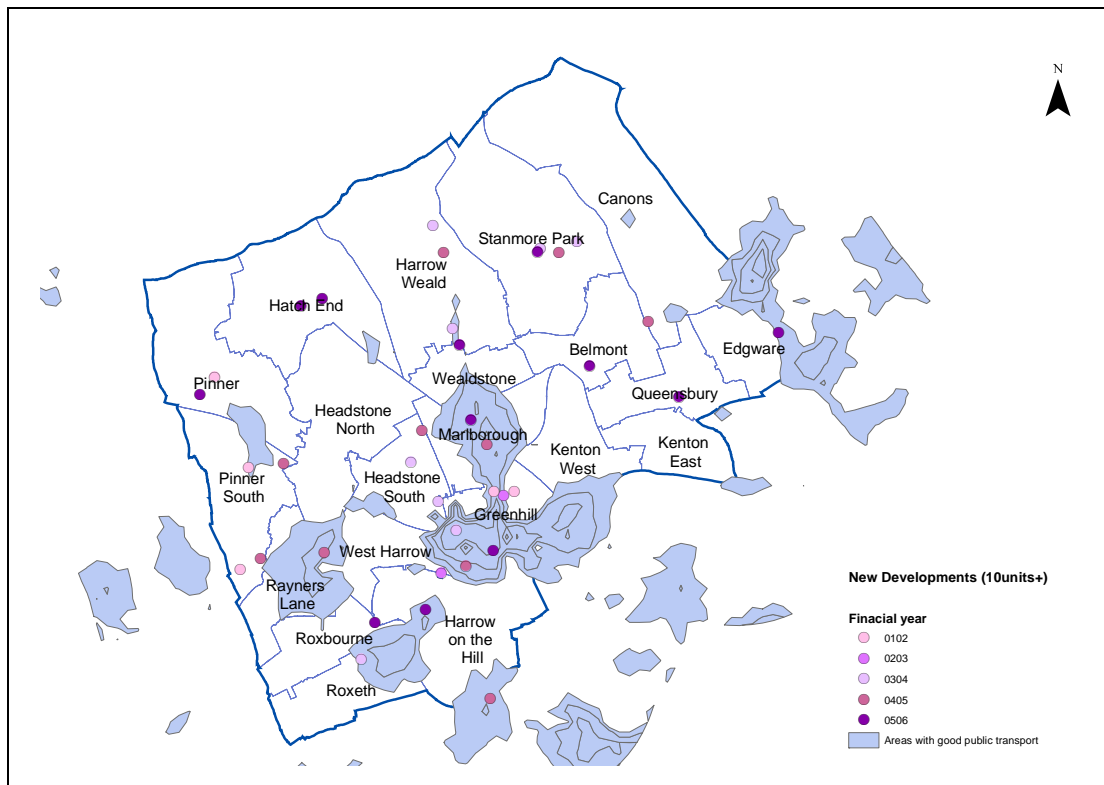 N
Canons
Stanmore Park
Harrow
Weald
Hatch End
Belmont
Edgware
Pinner
Wealdstone
Queensbury
Headstone
North
Marlborough
Kenton
West
Kenton
East
Pinner
South
Headstone
South
Greenhill
West Harrow
Rayners
Lane
Roxbourne
Harrow
on the
Hill
Roxeth
New Developments (10units+)
Finacial year
0102
0203
0304
0405
0506
Areas with good public transport